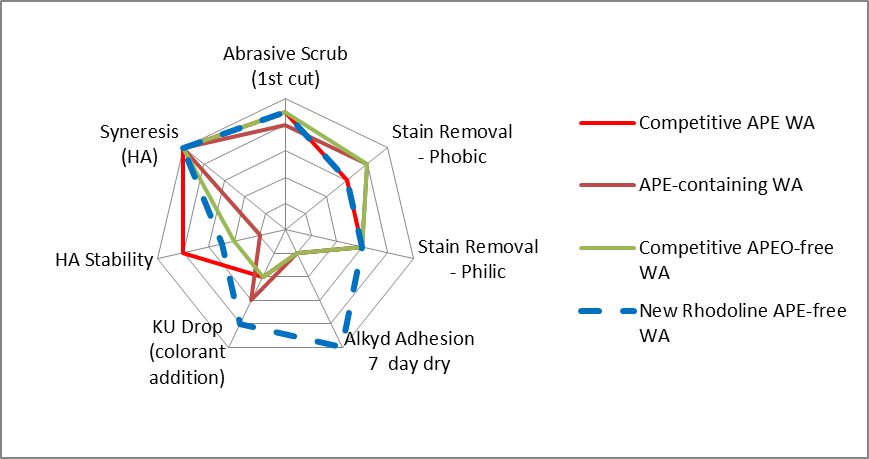 Abrasive Scrub
(1st cut)
Syneresis
(HA)
Stain Removal
- Phobic
HA Stability
Stain Removal
- Philic
KU Drop
(colorant
addition)
Alkyd Adhesion
7 day dry
Competitive APE WA
APE-containing WA
Competitive APEO-free
WA
New Rhodoline APE-free
WA